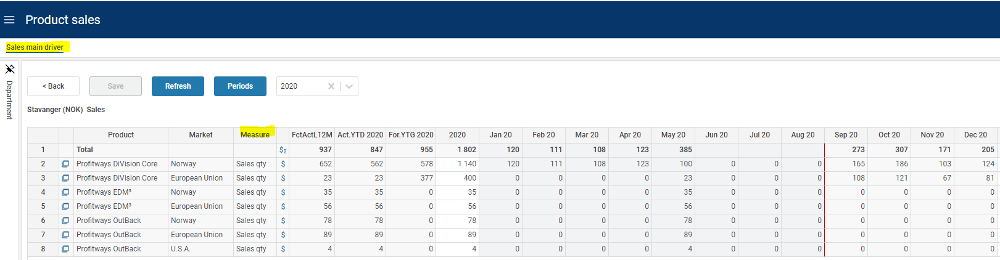 Product sales
Sales main driver
Department
< Back Save Refresh Periods 2020
Stavanger (NOK) Sales
Product Market Measure FctActL12M Act.YTD 2020 For.YTG 2020 2020 Jan 20 Feb 20 Mar 20 Apr 20 May 20 Jun 20 Jul 20 Aug 20 Sep 20 Oct 20 Nov 20 Dec 20
1 Total $Σ 937 847 955 1 802 120 111 108 123 385 273 307 171 205
2 Profitways DiVision Core Norway Sales qty $ 652 562 578 1 140 120 111 108 123 100 0 0 0 165 186 103 124
3 Profitways DiVision Core European Union Sales qty $ 23 23 377 400 0 0 0 0 23 0 0 0 108 121 67 81
4 Profitways EDM³ Norway Sales qty $ 35 35 0 35 0 0 0 0 35 0 0 0 0 0 0 0
5 Profitways EDM³ European Union Sales qty $ 56 56 0 56 0 0 0 0 56 0 0 0 0 0 0 0
6 Profitways OutBack Norway Sales qty $ 78 78 0 78 0 0 0 0 78 0 0 0 0 0 0 0
7 Profitways OutBack European Union Sales qty $ 89 89 0 89 0 0 0 0 89 0 0 0 0 0 0 0
8 Profitways OutBack U.S.A. Sales qty $ 4 4 0 4 0 0 0 0 4 0 0 0 0 0 0 0